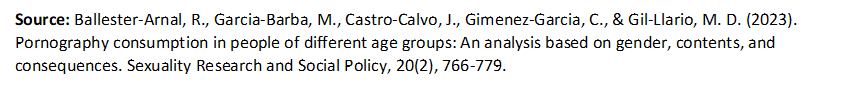 Source: Ballester-Arnal, R., Garcia-Barba, M., Castro-Calvo, J., Gimenez-Garcia, C., & Gil-Llario, M. D. (2023).
Pornography consumption in people of different age groups: An analysis based on gender, contents, and
consequences. Sexuality Research and Social Policy, 20(2), 766-779.